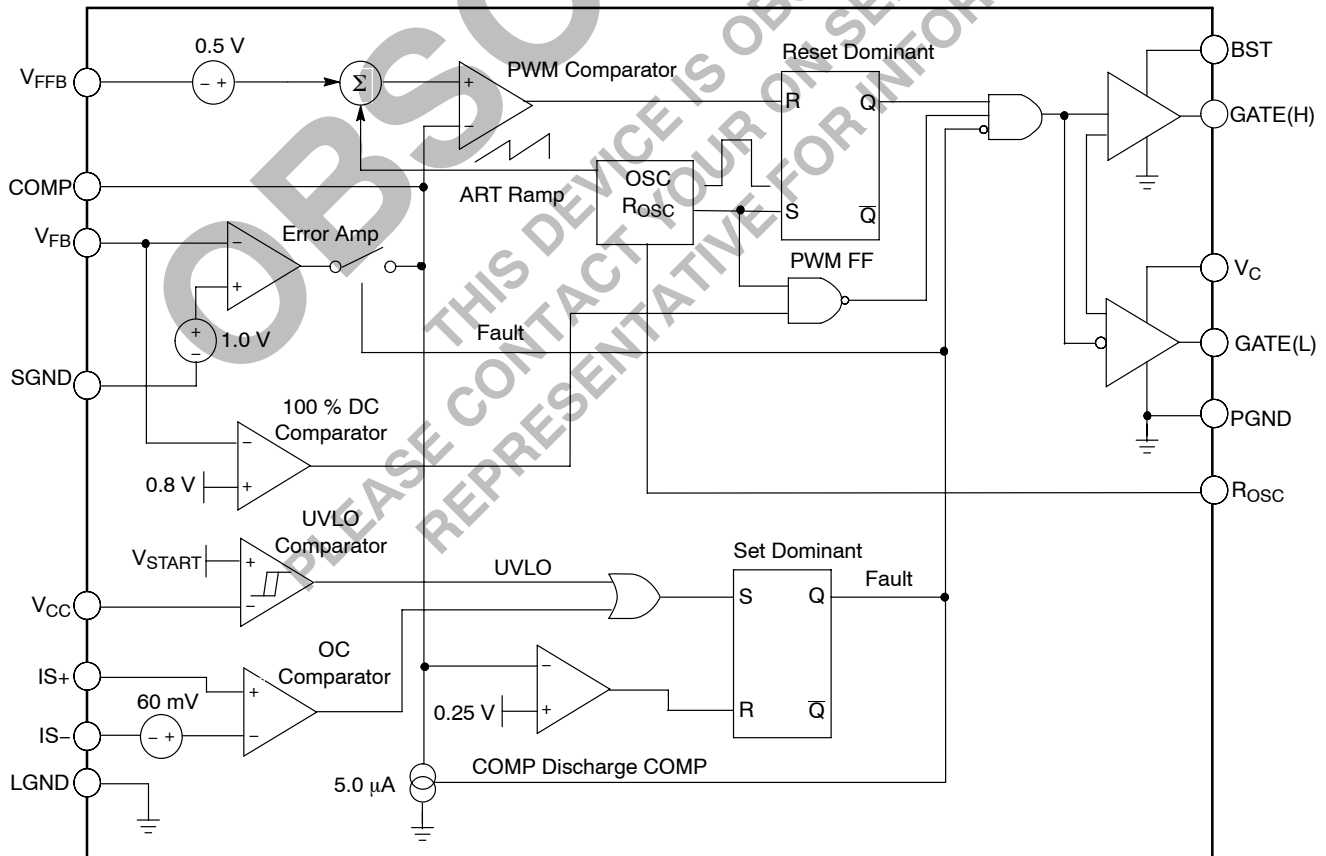 0.5 V
Reset Dominant
BST
VFFB
− +
Σ
+
PWM Comparator
R
Q
GATE(H)
−
COMP
ART Ramp
OSC
ROSC
S
Q̅
VFB
−
Error Amp
PWM FF
VC
+
+
−
1.0 V
Fault
GATE(L)
SGND
100 % DC
Comparator
−
PGND
0.8 V
+
ROSC
UVLO
Comparator
VSTART
+
UVLO
Set Dominant
Fault
VCC
−
S
Q
IS+
OC
Comparator
+
−
60 mV
0.25 V
+
R
Q̅
IS−
− +
−
LGND
5.0 μA
COMP Discharge COMP
THIS DEVICE IS OBS
PLEASE CONTACT YOUR ON SE
REPRESENTATIVE FOR INFOR